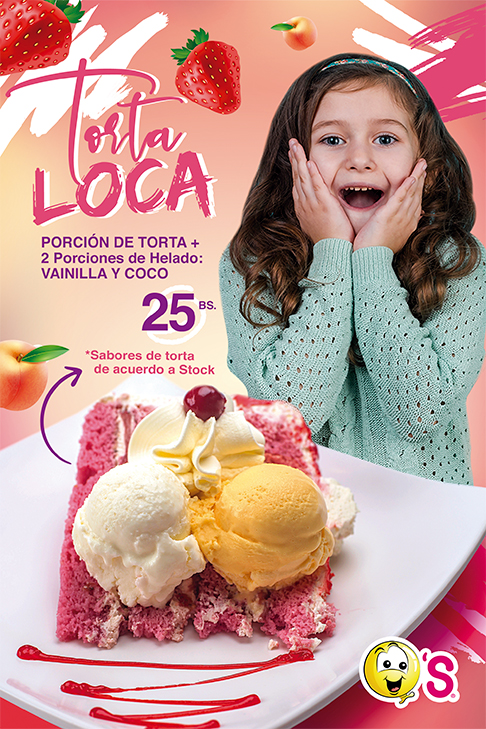 Torta
LOCA
PORCIÓN DE TORTA +
2 Porciones de Helado:
VAINILLA Y COCO
25 BS.
*Sabores de torta
de acuerdo a Stock
'S